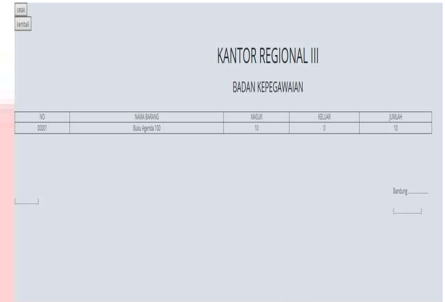 cetak
kembali
KANTOR REGIONAL III
BADAN KEPEGAWAIAN
NO NAMA BARANG MASUK KELUAR JUMLAH
00001 Buku Agenda 100 10 0 10
Bandung....................
(....................) (....................)